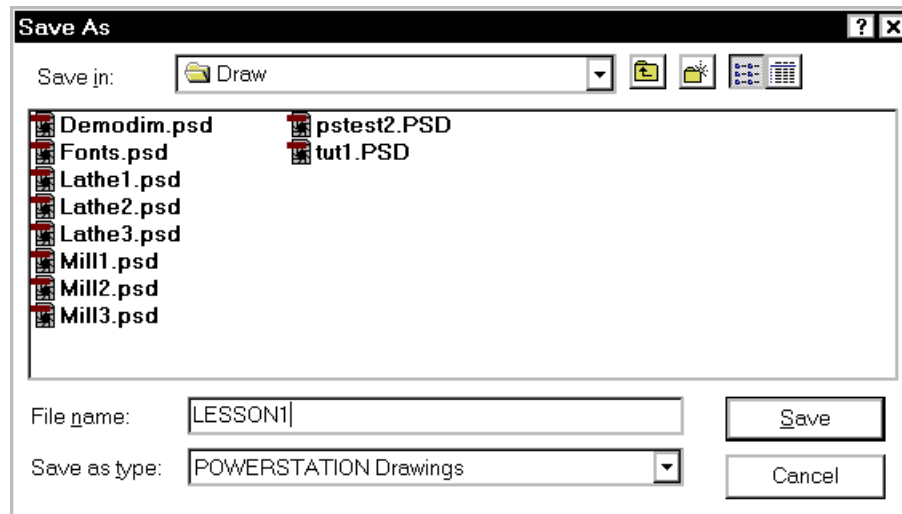 Save As
Save in: Draw
Demodim.psd pstest2.PSD
Fonts.psd tut1.PSD
Lathe1.psd
Lathe2.psd
Lathe3.psd
Mill1.psd
Mill2.psd
Mill3.psd
File name: LESSON1 Save
Save as type: POWERSTATION Drawings Cancel